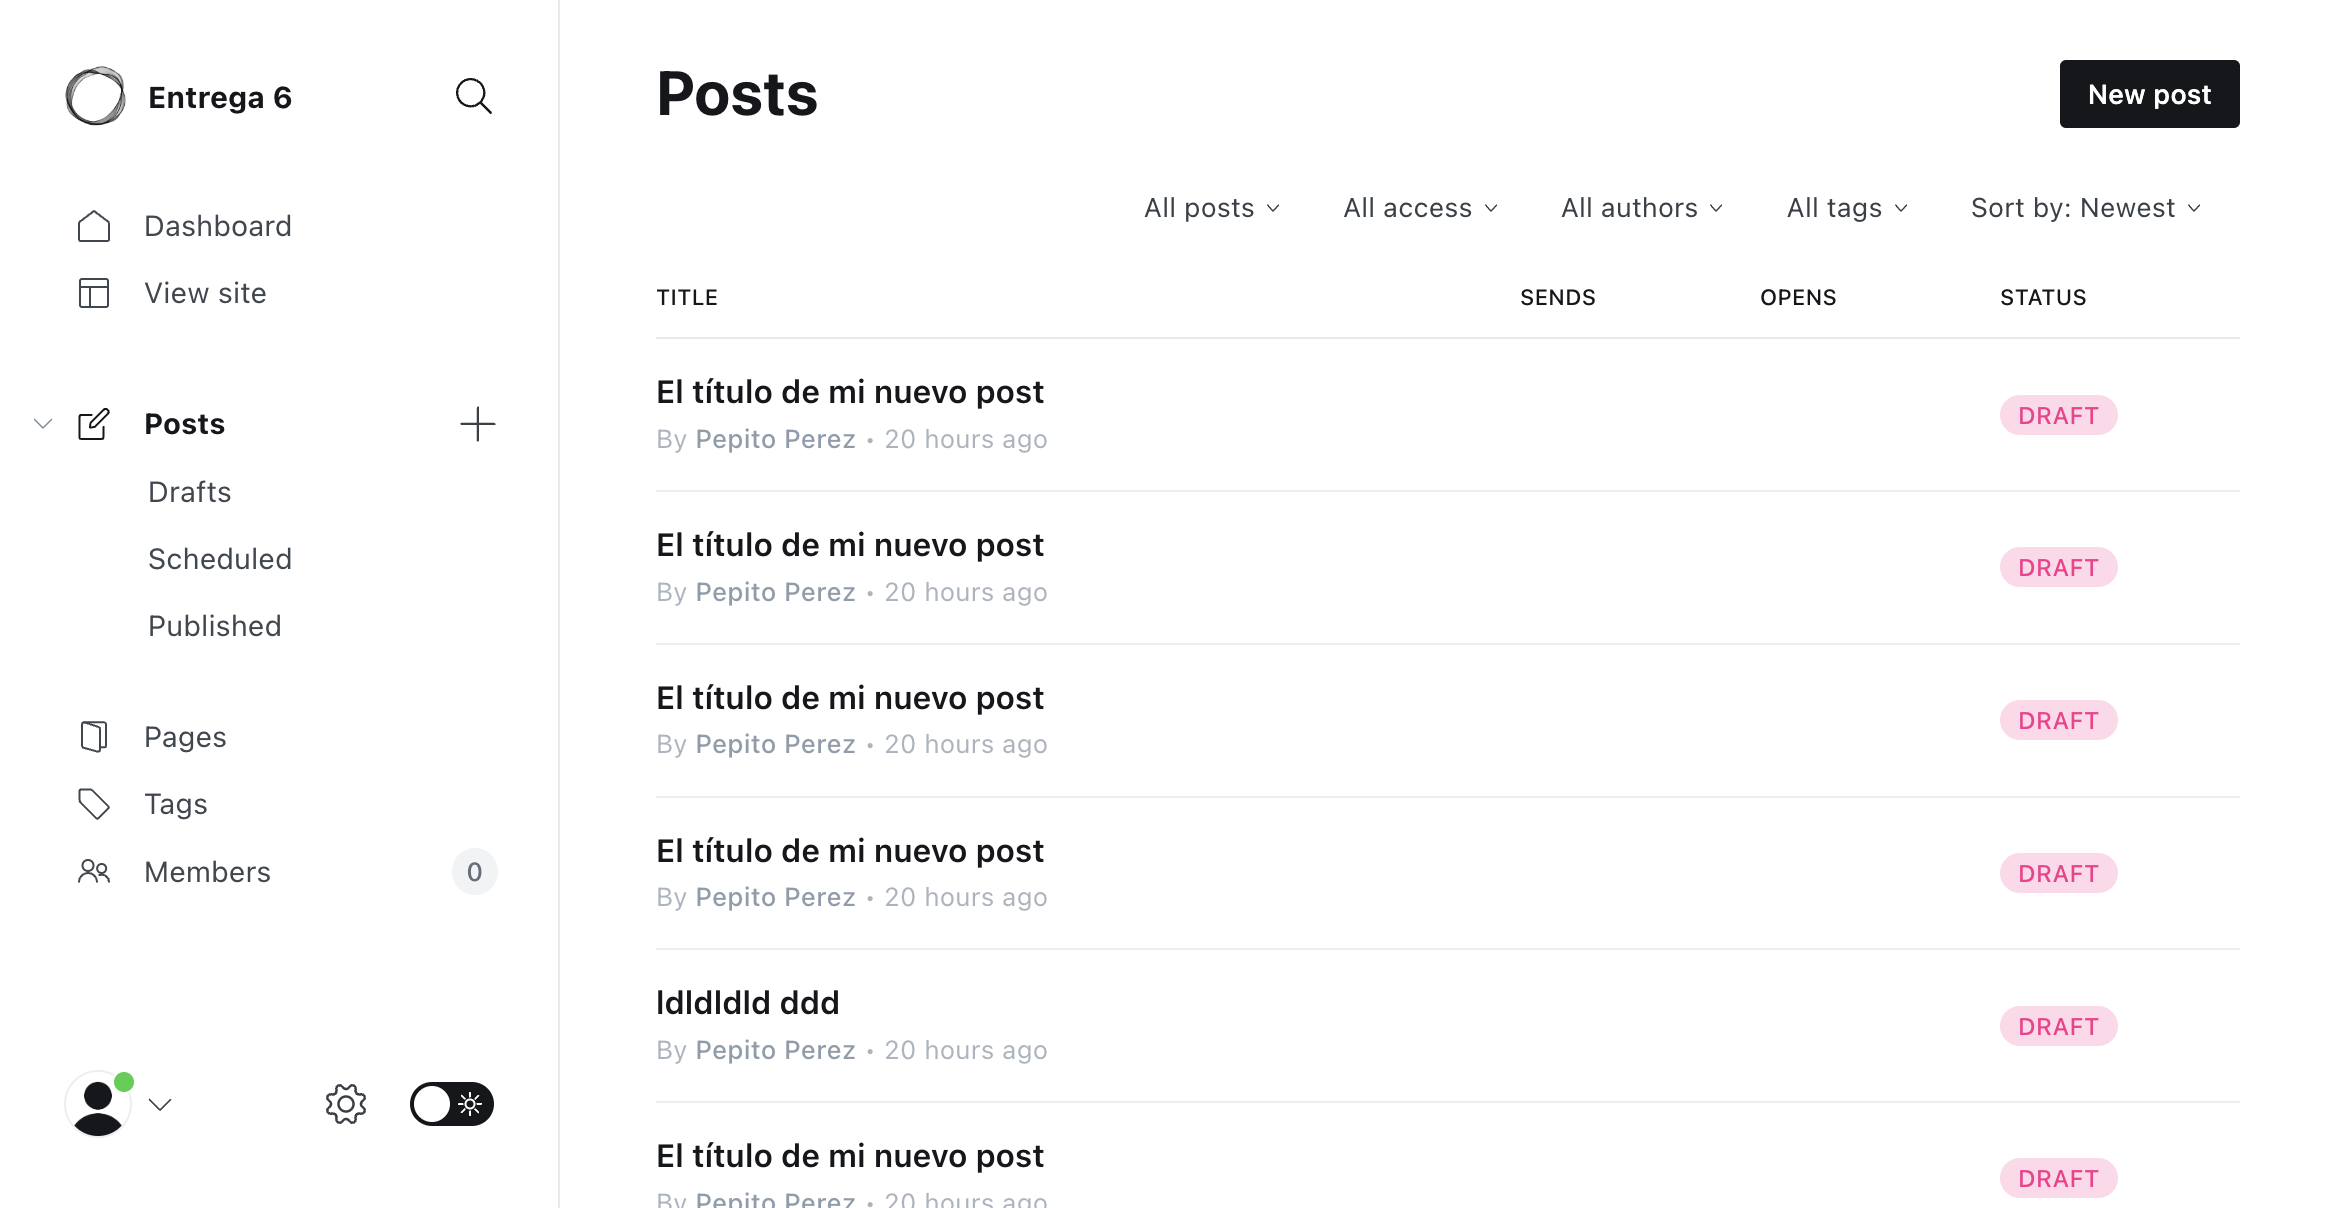 Entrega 6
Dashboard
View site
Posts
Drafts
Scheduled
Published
Pages
Tags
Members 0
Posts
New post
All posts All access All authors All tags Sort by: Newest
TITLE SENDS OPENS STATUS
El título de mi nuevo post
By Pepito Perez • 20 hours ago
DRAFT
El título de mi nuevo post
By Pepito Perez • 20 hours ago
DRAFT
El título de mi nuevo post
By Pepito Perez • 20 hours ago
DRAFT
El título de mi nuevo post
By Pepito Perez • 20 hours ago
DRAFT
ldldldld ddd
By Pepito Perez • 20 hours ago
DRAFT
El título de mi nuevo post
By Pepito Perez • 20 hours ago
DRAFT